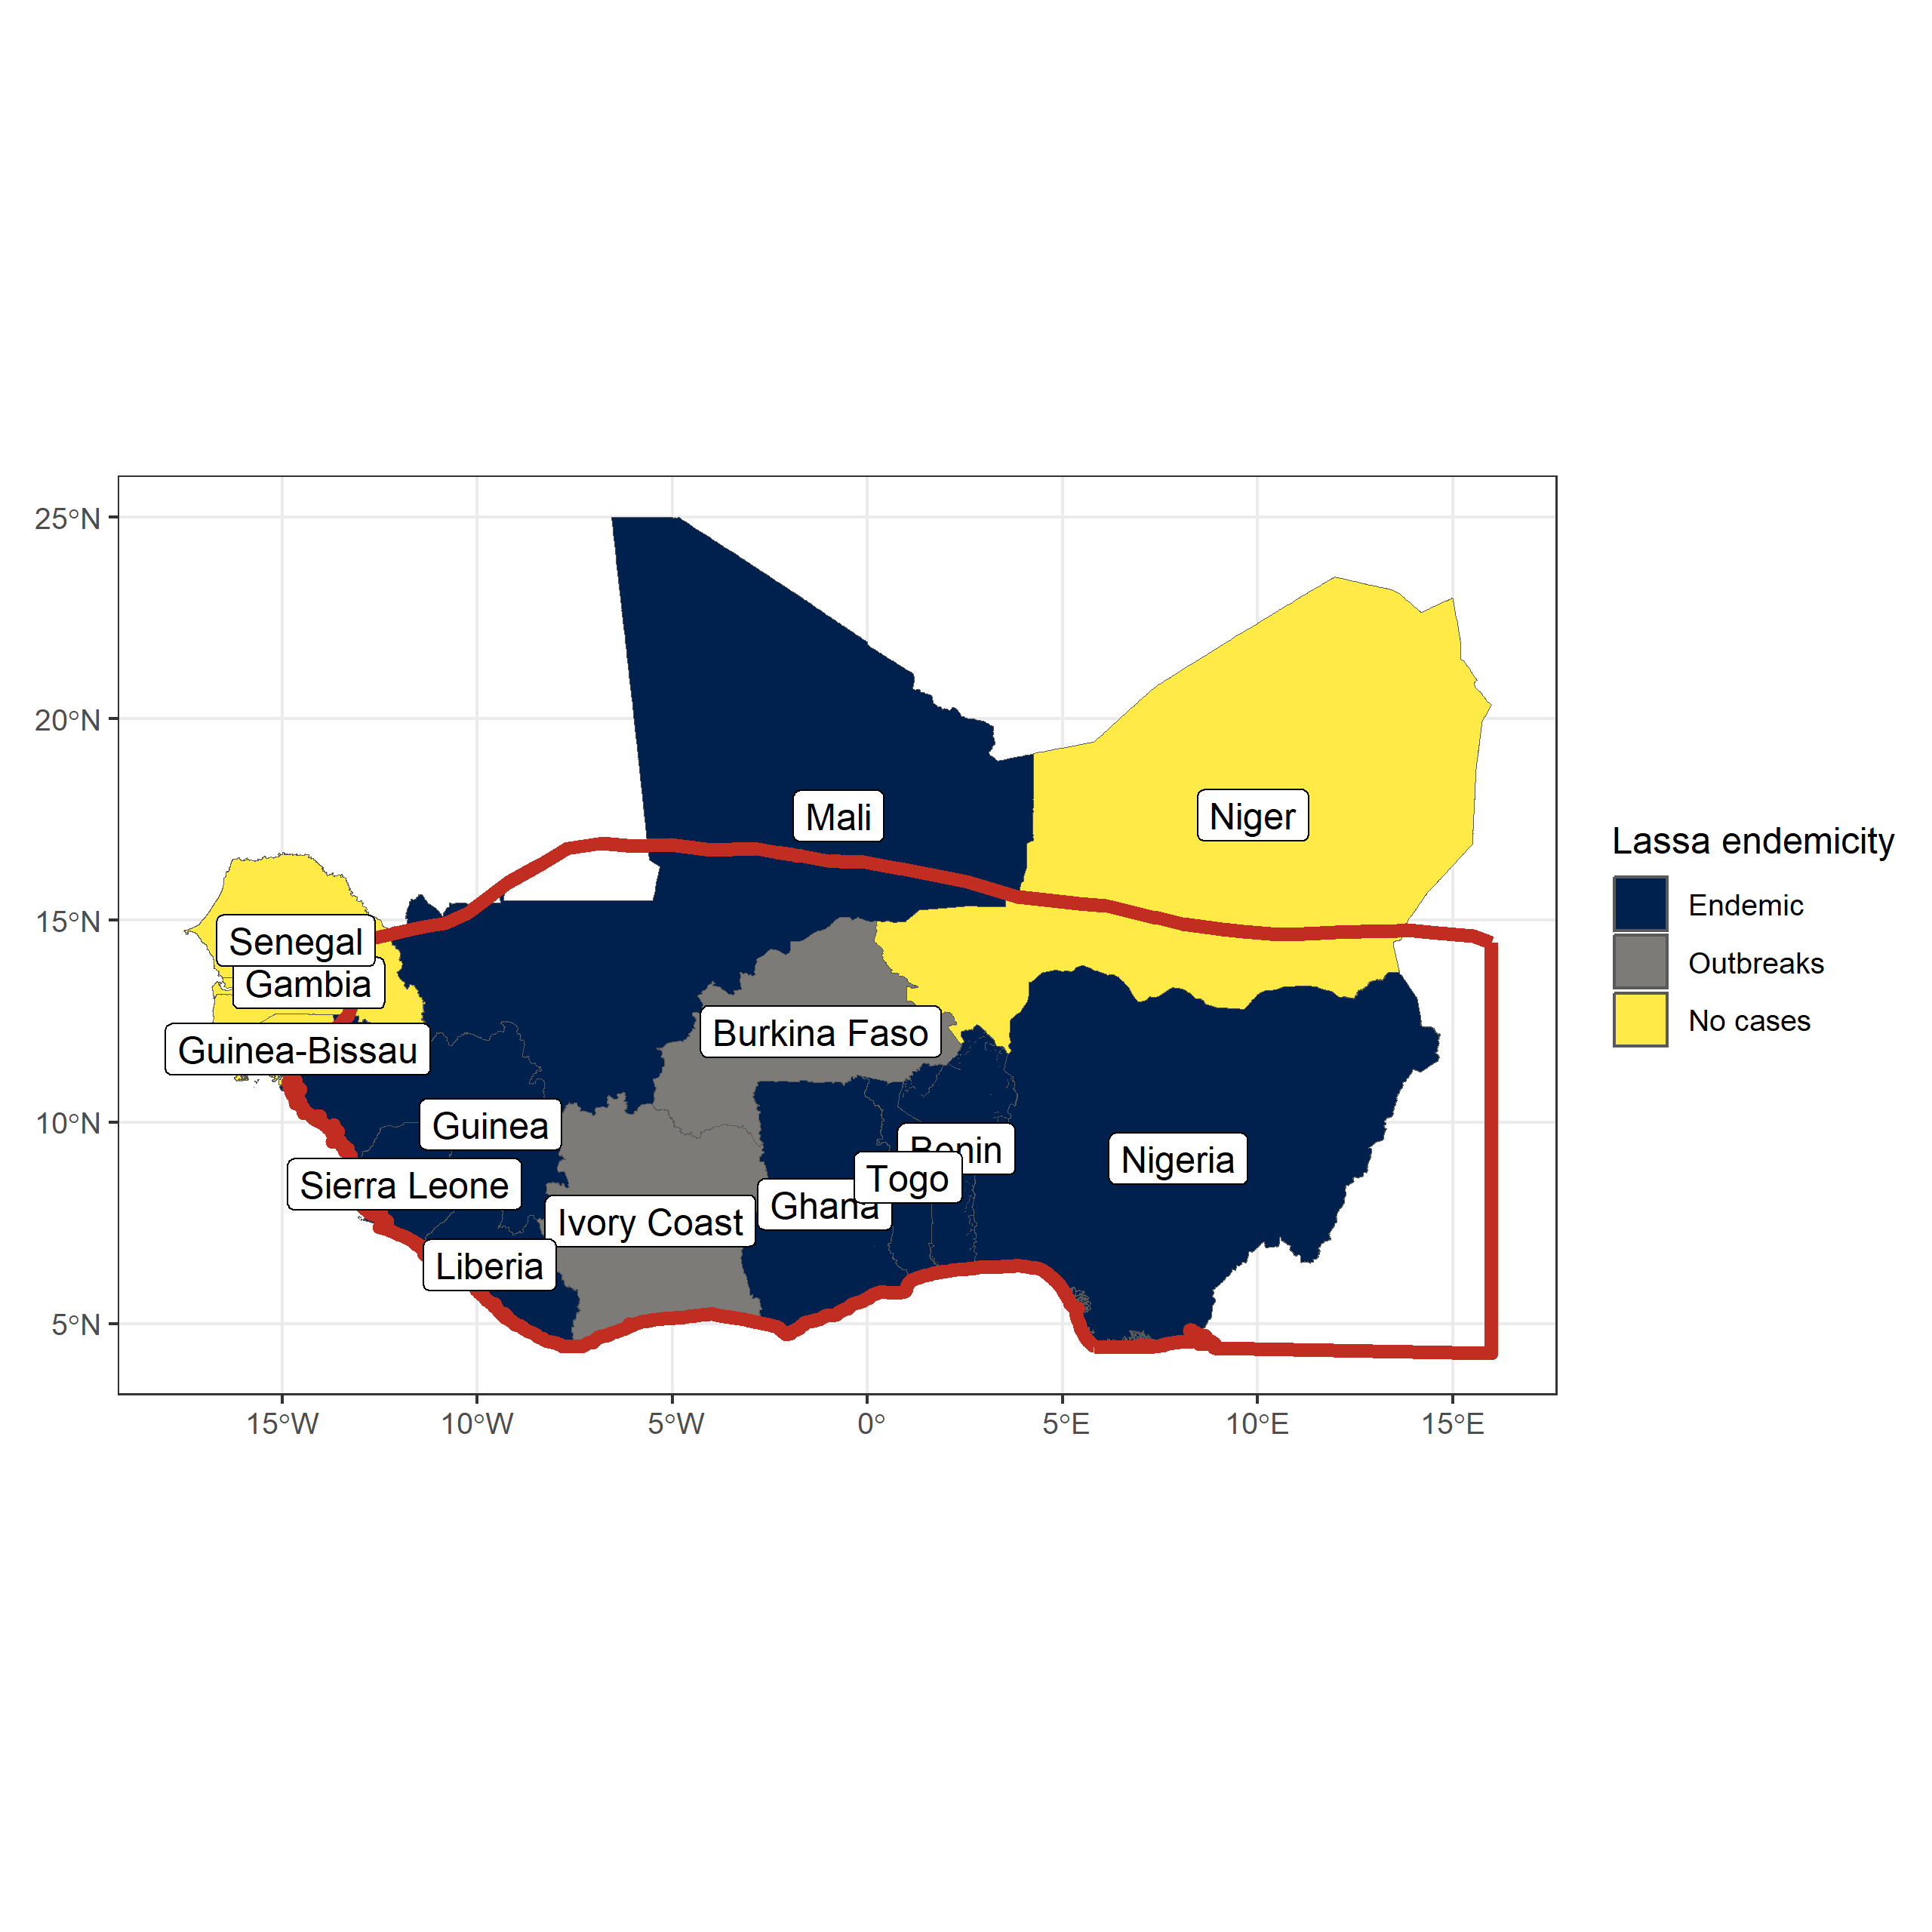 25°N
20°N
15°N
10°N
5°N
15°W
10°W
5°W
0°
5°E
10°E
15°E
Mali
Niger
Senegal
Gambia
Guinea-Bissau
Burkina Faso
Guinea
Benin
Nigeria
Togo
Sierra Leone
Ghana
Ivory Coast
Liberia
Lassa endemicity
Endemic
Outbreaks
No cases